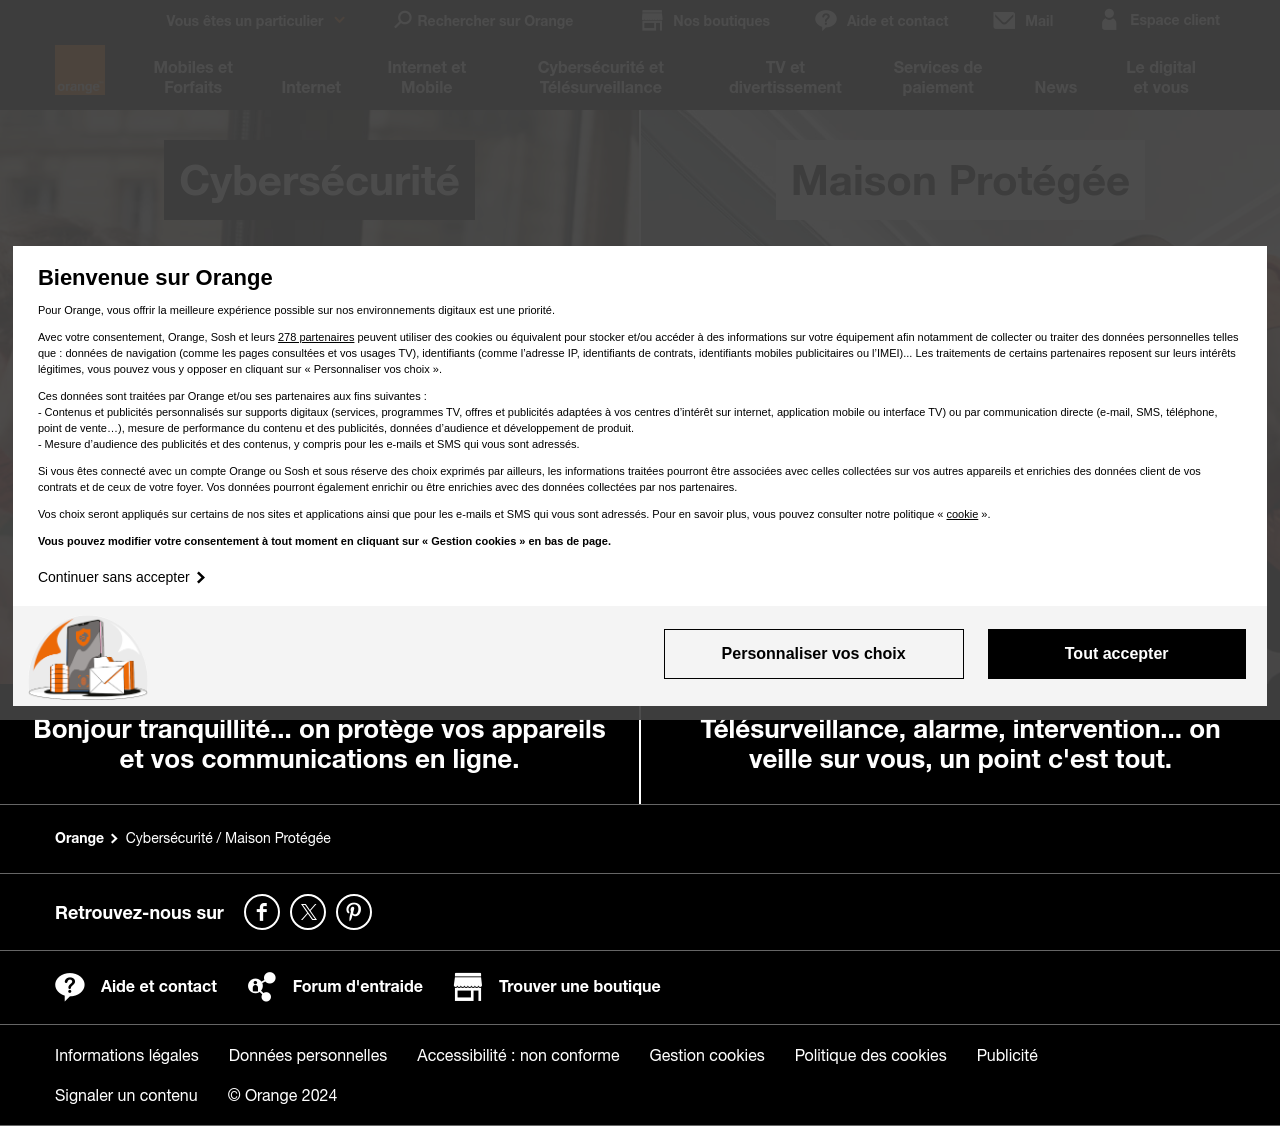 Vous êtes un particulier
Rechercher sur Orange
Nos boutiques
Aide et contact
Mail
Espace client
orange
Mobiles et
Forfaits
Internet
Internet et
Mobile
Cybersécurité et
Télésurveillance
TV et
divertissement
Services de
paiement
News
Le digital
et vous
Cybersécurité
Maison Protégée
Bienvenue sur Orange
Pour Orange, vous offrir la meilleure expérience possible sur nos environnements digitaux est une priorité.
Avec votre consentement, Orange, Sosh et leurs 278 partenaires peuvent utiliser des cookies ou équivalent pour stocker et/ou accéder à des informations sur votre équipement afin notamment de collecter ou traiter des données personnelles telles
que : données de navigation (comme les pages consultées et vos usages TV), identifiants (comme l’adresse IP, identifiants de contrats, identifiants mobiles publicitaires ou l’IMEI)... Les traitements de certains partenaires reposent sur leurs intérêts
légitimes, vous pouvez vous y opposer en cliquant sur « Personnaliser vos choix ».
Ces données sont traitées par Orange et/ou ses partenaires aux fins suivantes :
- Contenus et publicités personnalisés sur supports digitaux (services, programmes TV, offres et publicités adaptées à vos centres d’intérêt sur internet, application mobile ou interface TV) ou par communication directe (e-mail, SMS, téléphone,
point de vente…), mesure de performance du contenu et des publicités, données d’audience et développement de produit.
- Mesure d’audience des publicités et des contenus, y compris pour les e-mails et SMS qui vous sont adressés.
Si vous êtes connecté avec un compte Orange ou Sosh et sous réserve des choix exprimés par ailleurs, les informations traitées pourront être associées avec celles collectées sur vos autres appareils et enrichies des données client de vos
contrats et de ceux de votre foyer. Vos données pourront également enrichir ou être enrichies avec des données collectées par nos partenaires.
Vos choix seront appliqués sur certains de nos sites et applications ainsi que pour les e-mails et SMS qui vous sont adressés. Pour en savoir plus, vous pouvez consulter notre politique « cookie ».
Vous pouvez modifier votre consentement à tout moment en cliquant sur « Gestion cookies » en bas de page.
Continuer sans accepter
Personnaliser vos choix
Tout accepter
Bonjour tranquillité... on protège vos appareils
et vos communications en ligne.
Télésurveillance, alarme, intervention... on
veille sur vous, un point c'est tout.
Orange
Cybersécurité / Maison Protégée
Retrouvez-nous sur
Aide et contact
Forum d'entraide
Trouver une boutique
Informations légales
Données personnelles
Accessibilité : non conforme
Gestion cookies
Politique des cookies
Publicité
Signaler un contenu
© Orange 2024